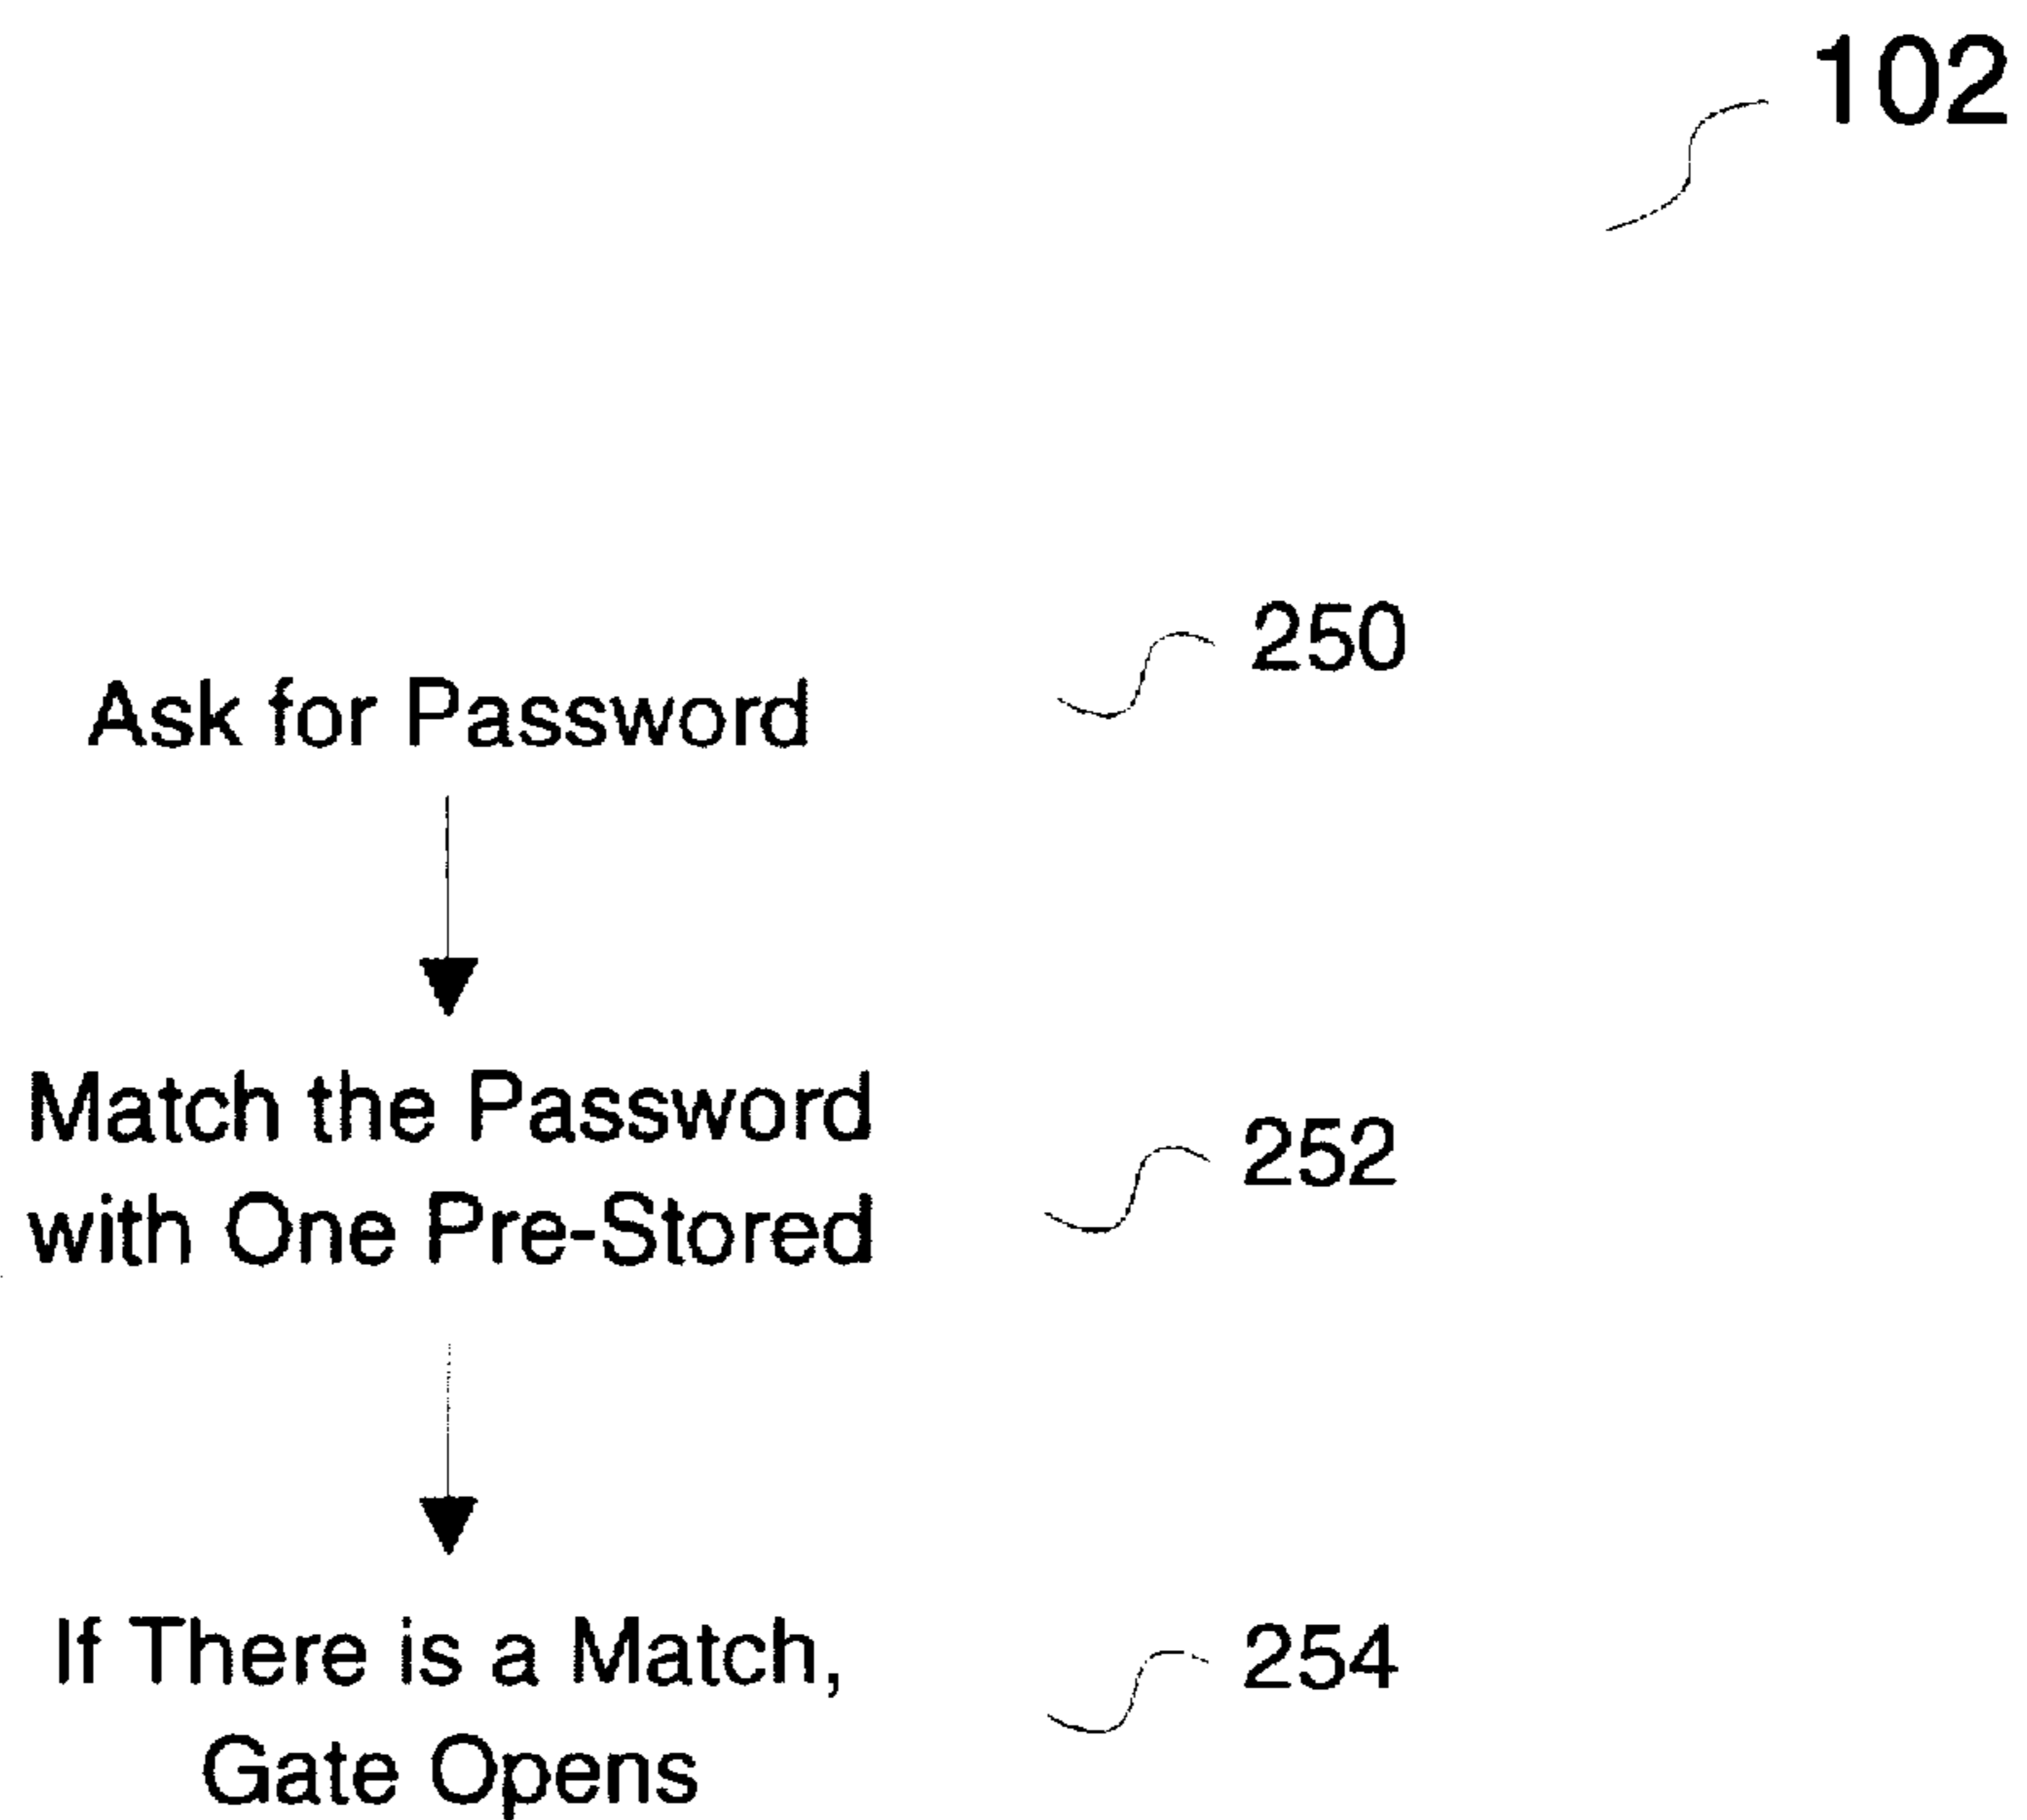 102
250
Ask for Password
Match the Password
252
with One Pre-Stored
If There is a Match,
254
Gate Opens